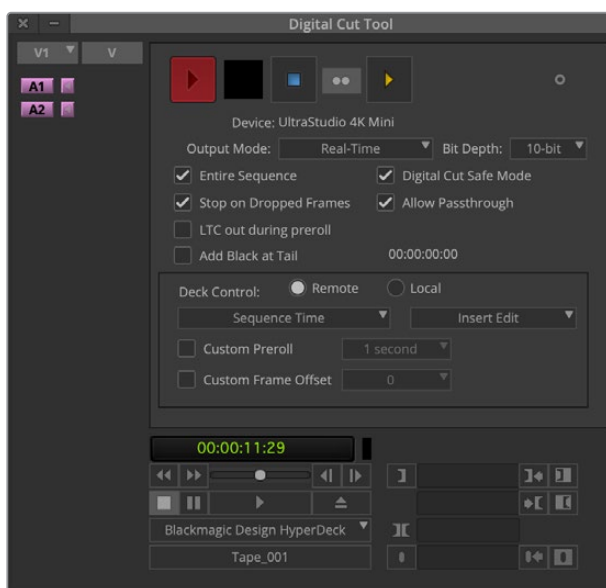 Digital Cut Tool
V1 V
A1
A2
Device: UltraStudio 4K Mini
Output Mode: Real-Time Bit Depth: 10-bit
Entire Sequence Digital Cut Safe Mode
Stop on Dropped Frames Allow Passthrough
LTC out during preroll
Add Black at Tail 00:00:00:00
Deck Control: Remote Local
Sequence Time Insert Edit
Custom Preroll 1 second
Custom Frame Offset 0
00:00:11:29
Blackmagic Design HyperDeck
Tape_001